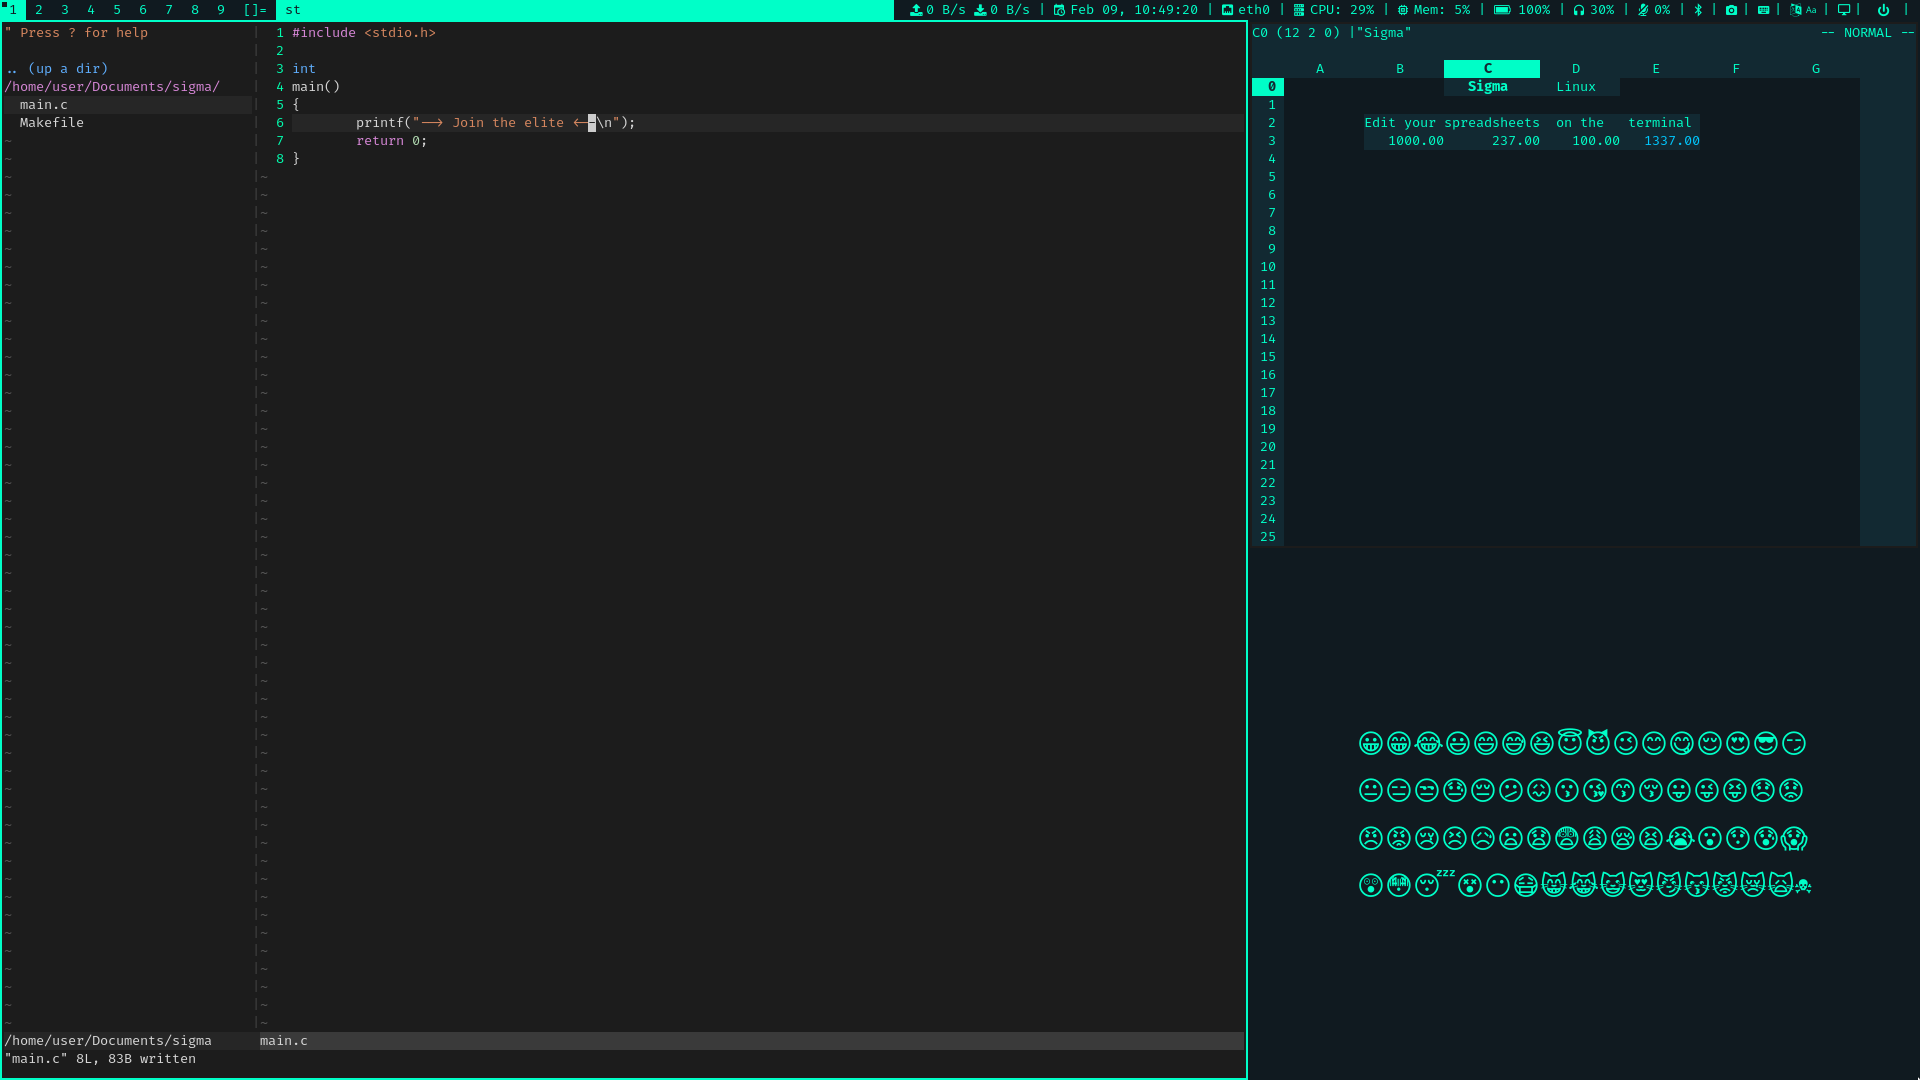 1 2 3 4 5 6 7 8 9 []= st 0 B/s 0 B/s | Feb 09, 10:49:20 | eth0 | CPU: 29% | Mem: 5% | 100% | 30% | 0% | | | | Aa | | |
" Press ? for help
.. (up a dir)
/home/user/Documents/sigma/
main.c
Makefile
~
1 #include <stdio.h>
2
3 int
4 main()
5 {
6 printf("--> Join the elite <--\n");
7 return 0;
8 }
~
/home/user/Documents/sigma main.c
"main.c" 8L, 83B written
C0 (12 2 0) |"Sigma" -- NORMAL --
A B C D E F G
0 Sigma Linux
1
2 Edit your spreadsheets on the terminal
3 1000.00 237.00 100.00 1337.00
4
5
6
7
8
9
10
11
12
13
14
15
16
17
18
19
20
21
22
23
24
25